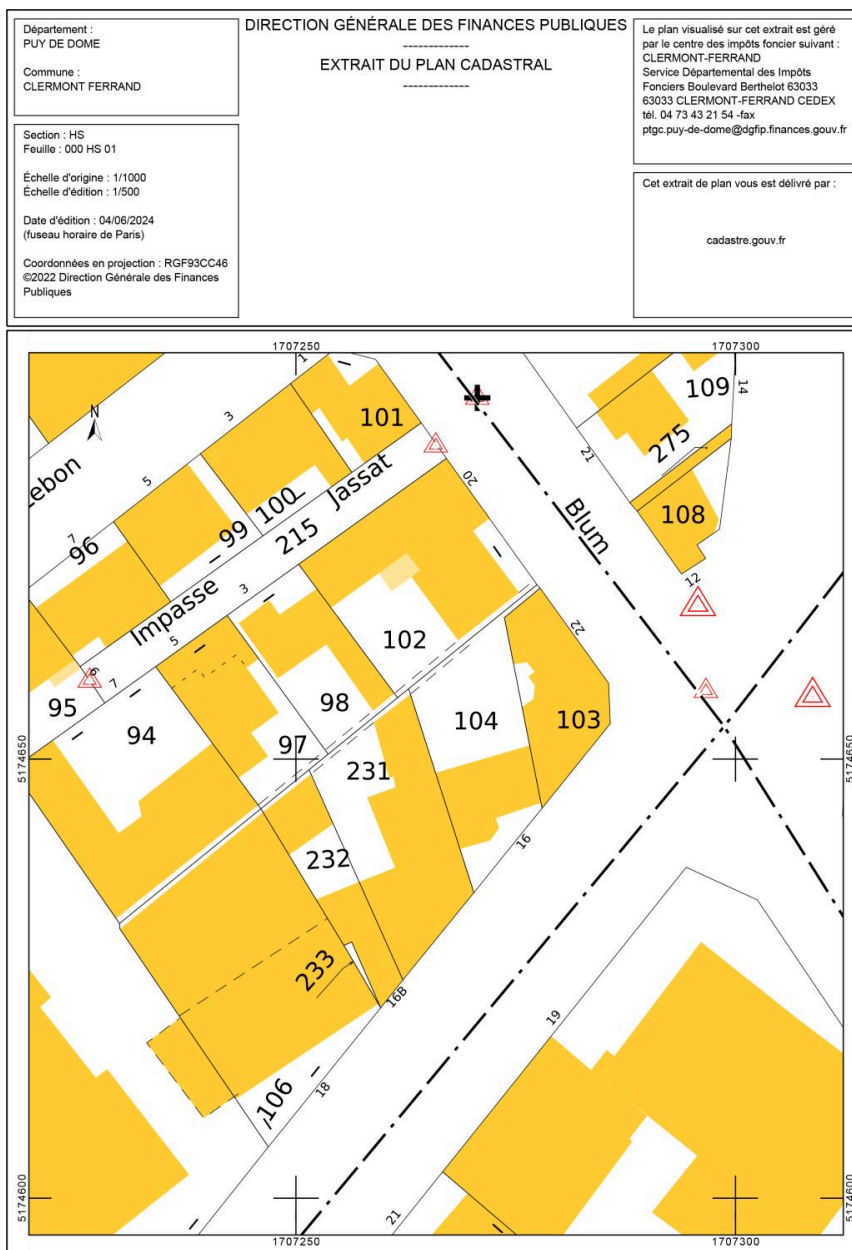 Département :
PUY DE DOME
Commune :
CLERMONT FERRAND
Section : HS
Feuille : 000 HS 01
Échelle d'origine : 1/1000
Échelle d'édition : 1/500
Date d'édition : 04/06/2024
(fuseau horaire de Paris)
Coordonnées en projection : RGF93CC46
©2022 Direction Générale des Finances
Publiques
DIRECTION GÉNÉRALE DES FINANCES PUBLIQUES
-------------
EXTRAIT DU PLAN CADASTRAL
-------------
Le plan visualisé sur cet extrait est géré
par le centre des impôts foncier suivant :
CLERMONT-FERRAND
Service Départemental des Impôts
Fonciers Boulevard Berthelot 63033
63033 CLERMONT-FERRAND CEDEX
tél. 04 73 43 21 54 -fax
ptgc.puy-de-dome@dgfip.finances.gouv.fr
Cet extrait de plan vous est délivré par :
cadastre.gouv.fr
1707250
1707300
1
109
14
3
101
N
21
275
5
20
Lebon
Jassat
100
Blum
108
7
99
215
96
12
Impasse
3
22
5
102
6
7
98
95
104
103
94
97
5174650
5174650
231
16
232
233
16B
19
18
106
5174600
5174600
21
1707250
1707300